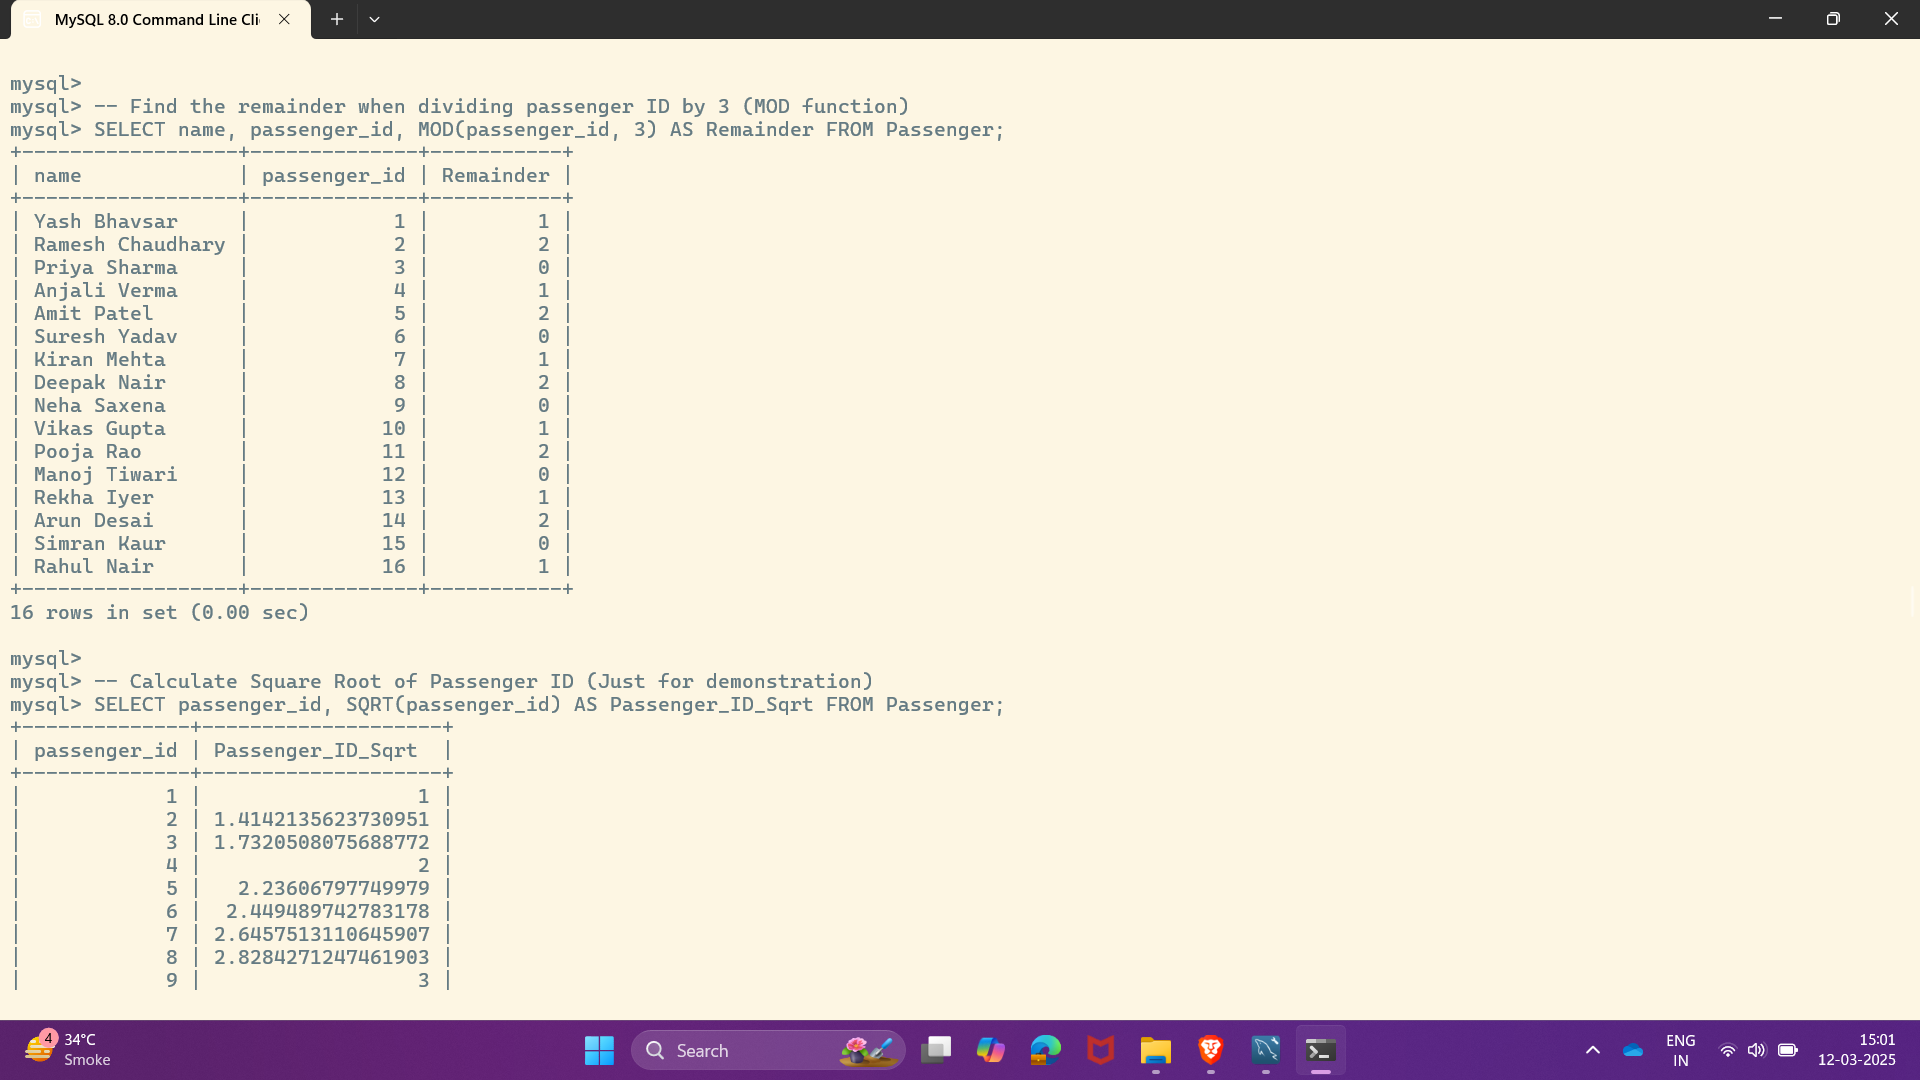 MySQL 8.0 Command Line Cli
mysql>
mysql> -- Find the remainder when dividing passenger ID by 3 (MOD function)
mysql> SELECT name, passenger_id, MOD(passenger_id, 3) AS Remainder FROM Passenger;
+------------------+--------------+-----------+
| name             | passenger_id | Remainder |
+------------------+--------------+-----------+
| Yash Bhavsar     |            1 |         1 |
| Ramesh Chaudhary |            2 |         2 |
| Priya Sharma     |            3 |         0 |
| Anjali Verma     |            4 |         1 |
| Amit Patel       |            5 |         2 |
| Suresh Yadav     |            6 |         0 |
| Kiran Mehta      |            7 |         1 |
| Deepak Nair      |            8 |         2 |
| Neha Saxena      |            9 |         0 |
| Vikas Gupta      |           10 |         1 |
| Pooja Rao        |           11 |         2 |
| Manoj Tiwari     |           12 |         0 |
| Rekha Iyer       |           13 |         1 |
| Arun Desai       |           14 |         2 |
| Simran Kaur      |           15 |         0 |
| Rahul Nair       |           16 |         1 |
+------------------+--------------+-----------+
16 rows in set (0.00 sec)
mysql>
mysql> -- Calculate Square Root of Passenger ID (Just for demonstration)
mysql> SELECT passenger_id, SQRT(passenger_id) AS Passenger_ID_Sqrt FROM Passenger;
+--------------+--------------------+
| passenger_id | Passenger_ID_Sqrt  |
+--------------+--------------------+
|            1 |                  1 |
|            2 | 1.4142135623730951 |
|            3 | 1.7320508075688772 |
|            4 |                  2 |
|            5 |   2.23606797749979 |
|            6 |  2.449489742783178 |
|            7 | 2.6457513110645907 |
|            8 | 2.8284271247461903 |
|            9 |                  3 |
4
34°C
Smoke
Search
ENG
IN
15:01
12-03-2025